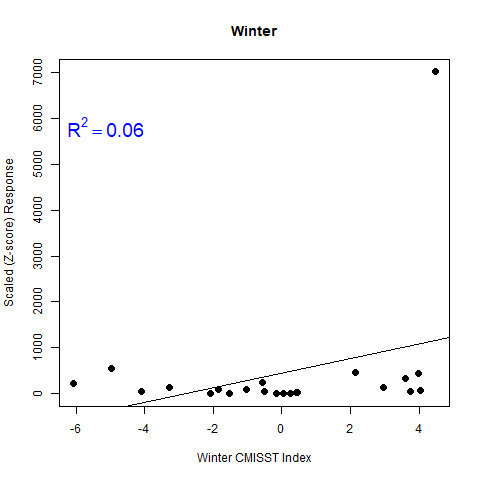 Winter
R² = 0.06
Scaled (Z-score) Response
7000
6000
5000
4000
3000
2000
1000
0
-6 -4 -2 0 2 4
Winter CMISST Index